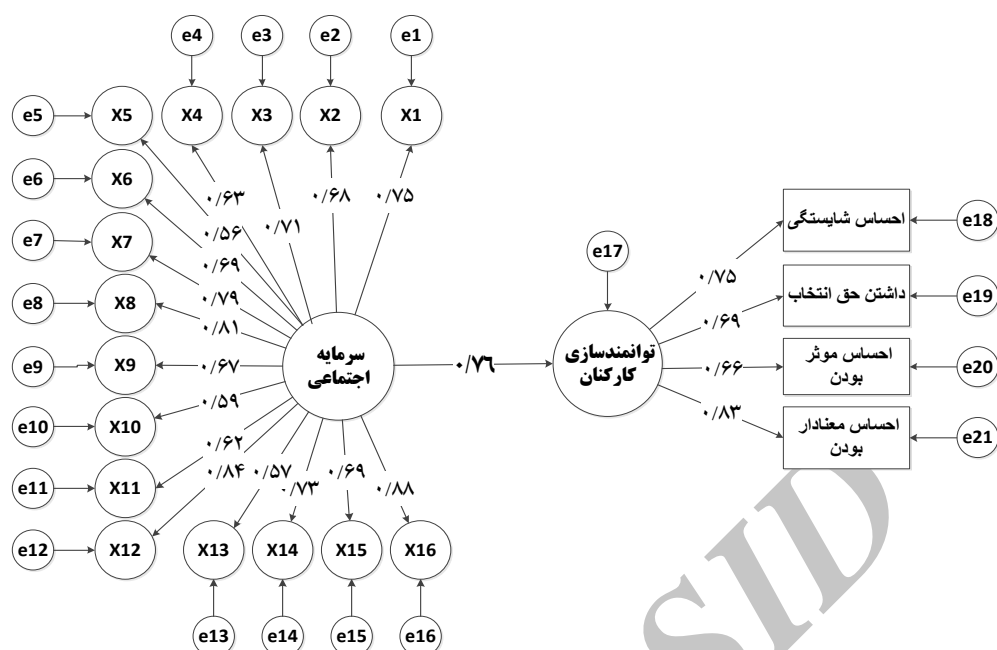 e4
e3
e2
e1
e5
X5
X4
X3
X2
X1
e6
X6
۰/۶۳
۰/۵۶
۰/۷۱
۰/۶۸
۰/۷۵
e7
X7
۰/۶۹
۰/۷۹
e8
X8
۰/۸۱
e9
X9
۰/۶۷
سرمایه
اجتماعی
۰/۷۶
e17
توانمندسازی
کارکنان
۰/۷۵
احساس شایستگی
e18
۰/۶۹
داشتن حق انتخاب
e19
۰/۶۶
احساس موثر
بودن
e20
۰/۸۳
احساس معنادار
بودن
e21
e10
X10
۰/۵۹
e11
X11
۰/۶۲
e12
X12
۰/۸۴
۰/۵۷
۰/۷۳
۰/۶۹
۰/۸۸
X13
X14
X15
X16
e13
e14
e15
e16
SID